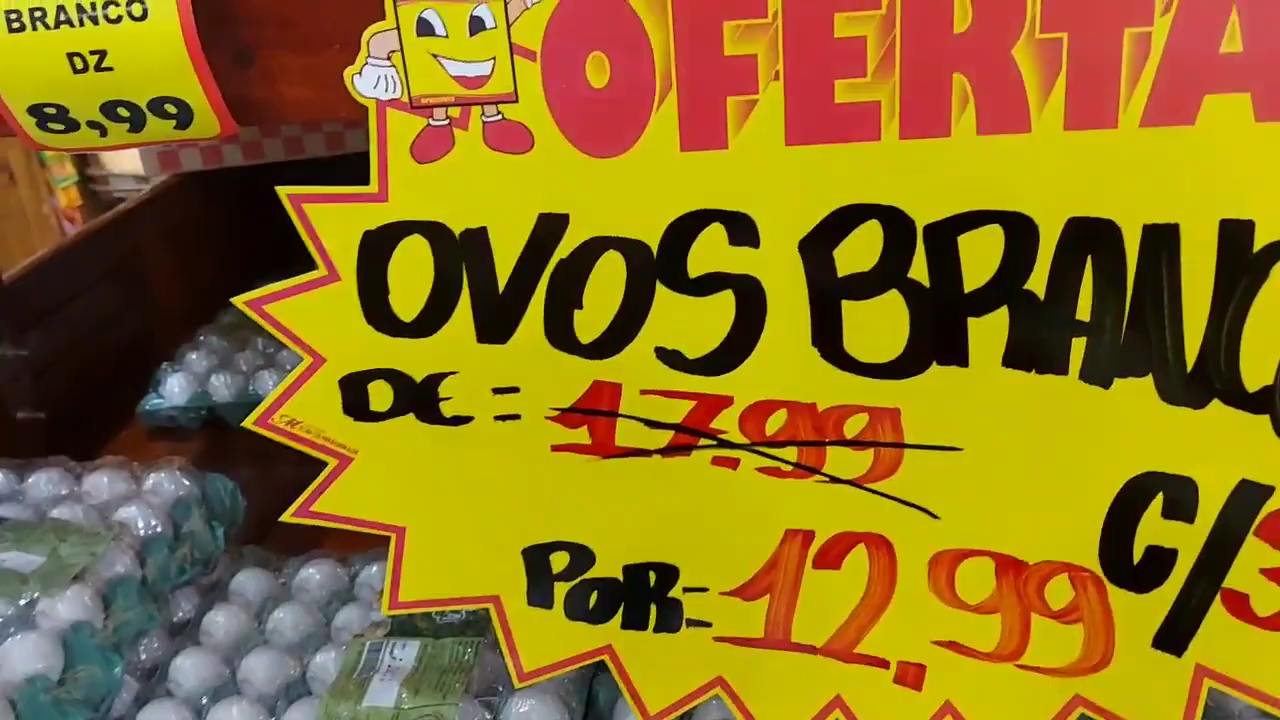 BRANCO
DZ
8,99
OFERTA
OVOS BRANC
DE = 17.99
POR = 12.99
C/3